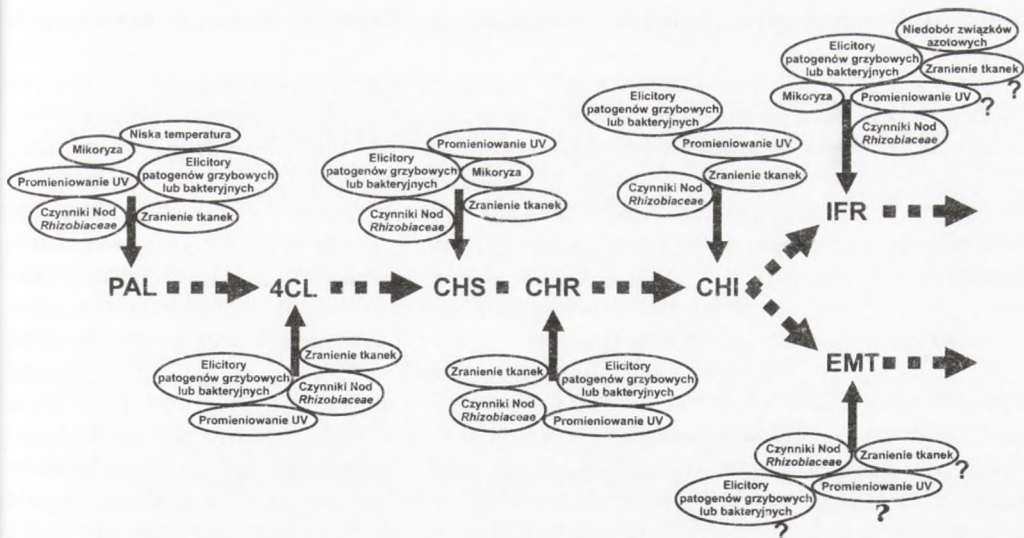 Niska temperatura
Mikoryza
Elicitory
patogenów grzybowych
lub bakteryjnych
Promieniowanie UV
Czynniki Nod
Rhizobiaceae
Zranienie tkanek
Promieniowanie UV
Elicitory
patogenów grzybowych
lub bakteryjnych
Mikoryza
Zranienie tkanek
Czynniki Nod
Rhizobiaceae
Elicitory
patogenów grzybowych
lub bakteryjnych
Promieniowanie UV
Zranienie tkanek
Czynniki Nod
Rhizobiaceae
Niedobór związków
azotowych
Elicitory
patogenów grzybowych
lub bakteryjnych
Zranienie tkanek
?
Mikoryza
Promieniowanie UV
?
Czynniki Nod
Rhizobiaceae
IFR
PAL 4CL CHS CHR CHI
EMT
Zranienie tkanek
Elicitory
patogenów grzybowych
lub bakteryjnych
Czynniki Nod
Rhizobiaceae
Promieniowanie UV
Zranienie tkanek
Elicitory
patogenów grzybowych
lub bakteryjnych
Czynniki Nod
Rhizobiaceae
Promieniowanie UV
Czynniki Nod
Rhizobiaceae
Zranienie tkanek
?
Elicitory
patogenów grzybowych
lub bakteryjnych
?
Promieniowanie UV
?